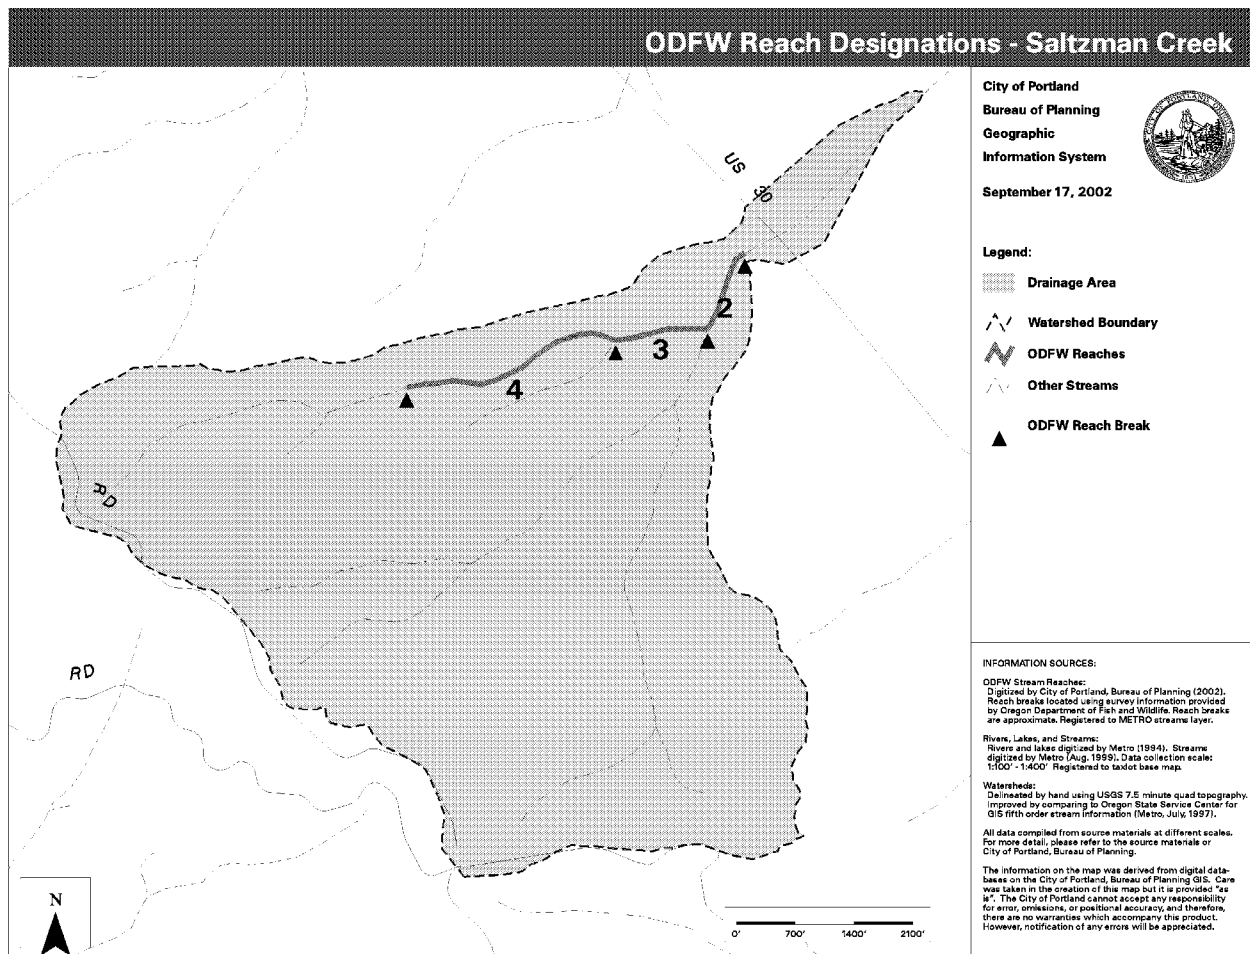 ODFW Reach Designations - Saltzman Creek
City of Portland
Bureau of Planning
Geographic
Information System
September 17, 2002
Legend:
Drainage Area
Watershed Boundary
ODFW Reaches
Other Streams
ODFW Reach Break
US 30
2
3
4
RD
RD
N
0' 700' 1400' 2100'
INFORMATION SOURCES:
ODFW Stream Reaches:
Digitized by City of Portland, Bureau of Planning (2002).
Reach breaks located using survey information provided
by Oregon Department of Fish and Wildlife. Reach breaks
are approximate. Registered to METRO streams layer.
Rivers, Lakes, and Streams:
Rivers and lakes digitized by Metro (1994). Streams
digitized by Metro (Aug. 1999). Data collection scale:
1:100' - 1:400' Registered to taxlot base map.
Watersheds:
Delineated by hand using USGS 7.5 minute quad topography.
Improved by comparing to Oregon State Service Center for
GIS fifth order stream information (Metro, July, 1997).
All data compiled from source materials at different scales.
For more detail, please refer to the source materials or
City of Portland, Bureau of Planning.
The information on the map was derived from digital data-
bases on the City of Portland, Bureau of Planning GIS. Care
was taken in the creation of this map but it is provided "as
is". The City of Portland cannot accept any responsibility
for error, omissions, or positional accuracy, and therefore,
there are no warranties which accompany this product.
However, notification of any errors will be appreciated.